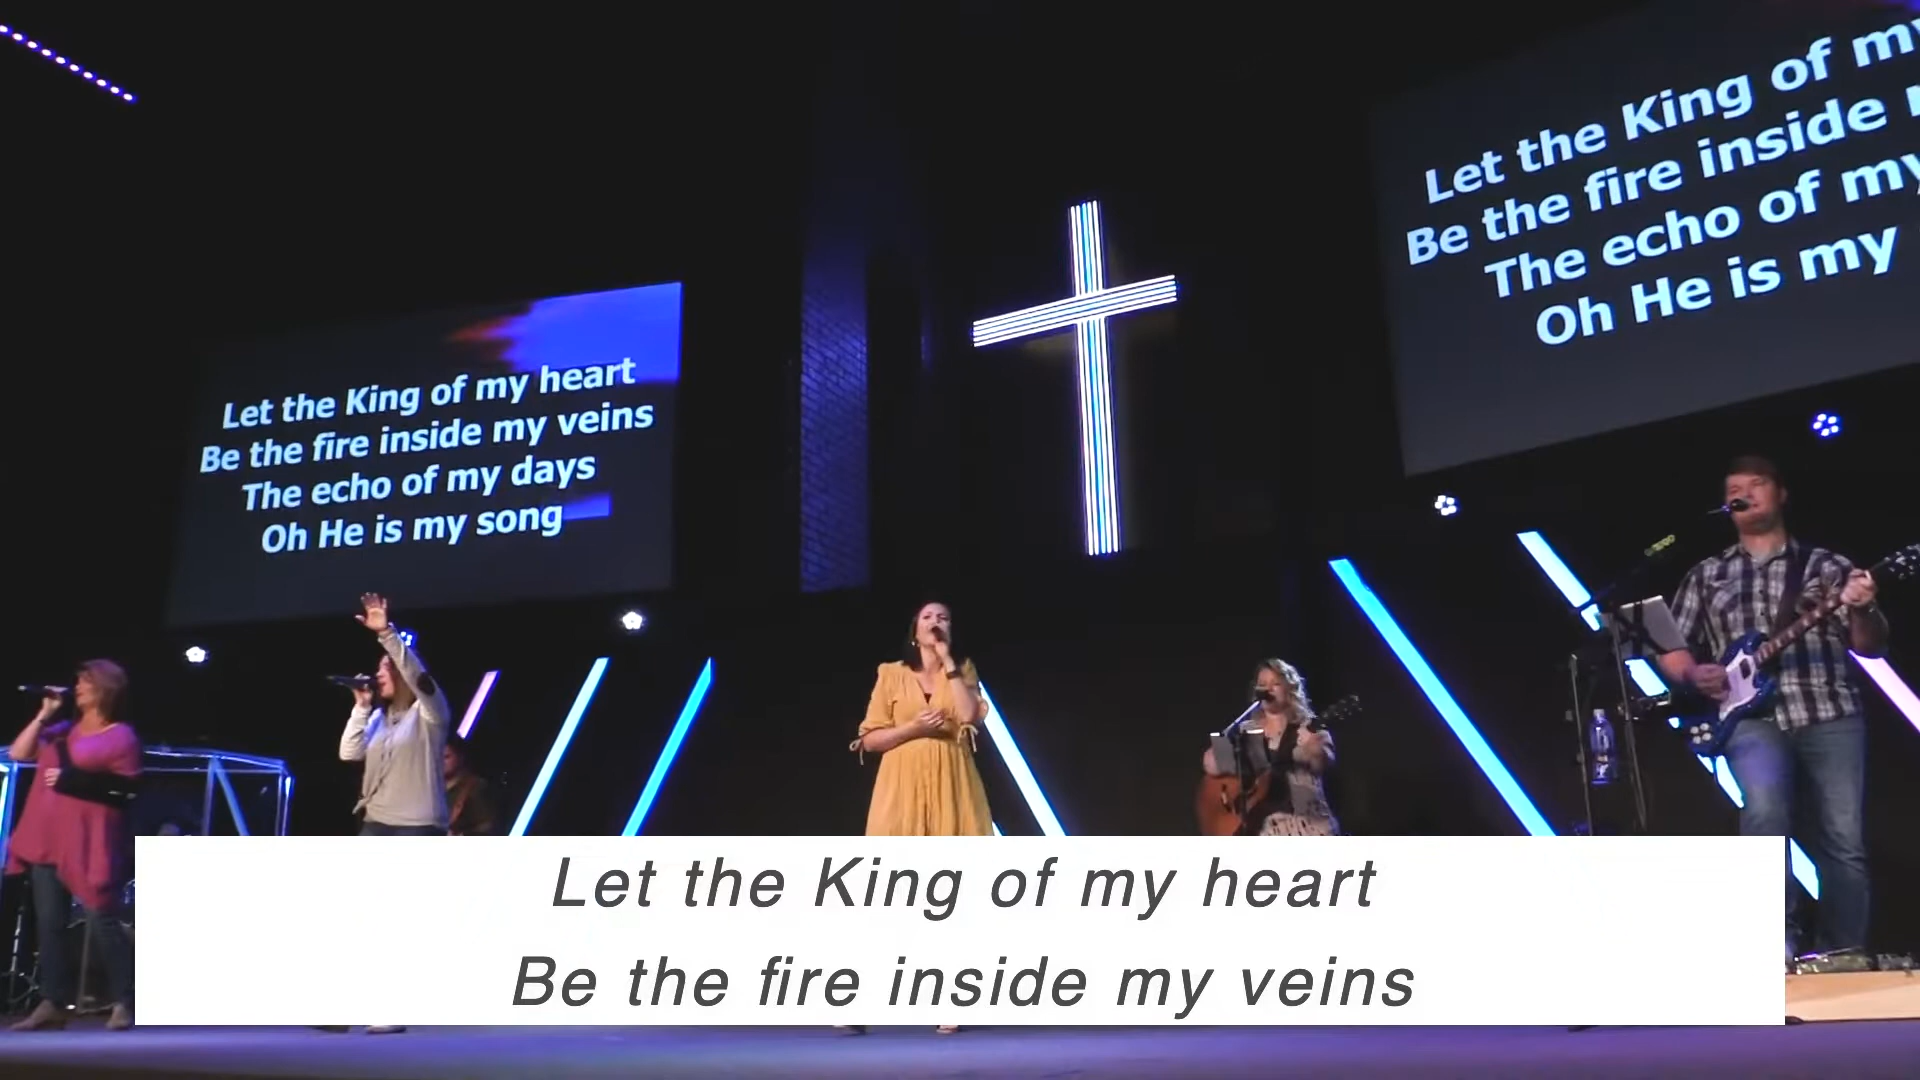 Let the King of my heart
Be the fire inside my veins
The echo of my days
Oh He is my song
Let the King of my
Be the fire inside
The echo of my
Oh He is my
Let the King of my heart
Be the fire inside my veins